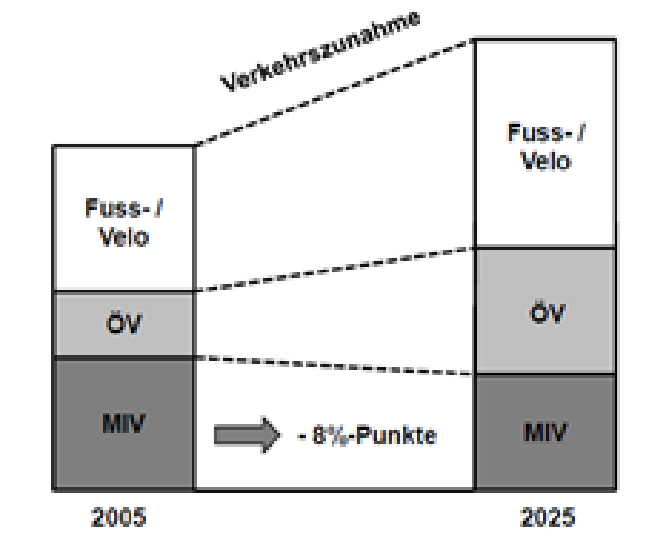 Verkehrszunahme
Fuss- /
Velo
ÖV
MIV
Fuss- /
Velo
ÖV
MIV
- 8%-Punkte
2005
2025